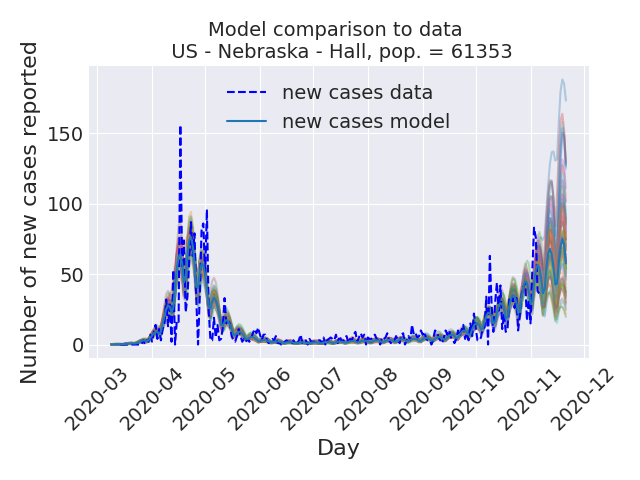 Model comparison to data
US - Nebraska - Hall, pop. = 61353
new cases data
new cases model
Number of new cases reported
150
100
50
0
2020-03
2020-04
2020-05
2020-06
2020-07
2020-08
2020-09
2020-10
2020-11
2020-12
Day